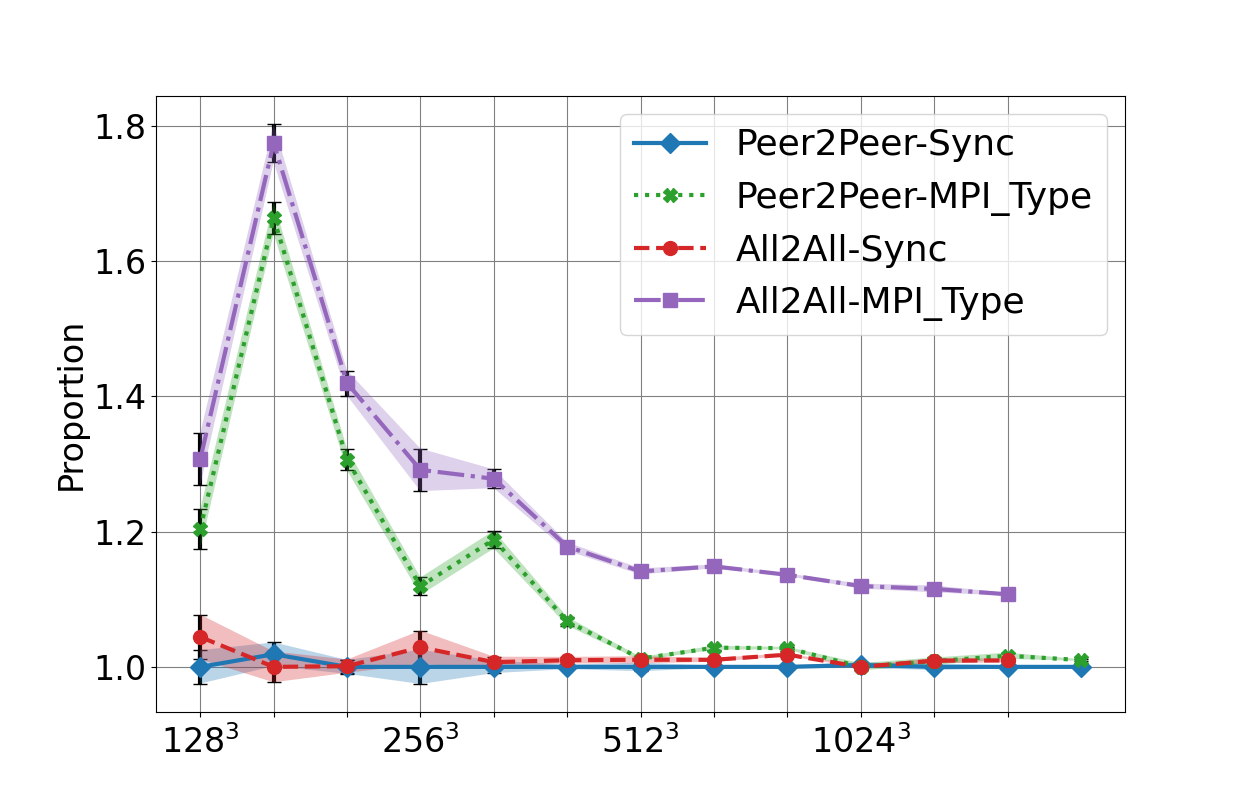 Proportion
1.8
1.6
1.4
1.2
1.0
128³
256³
512³
1024³
Peer2Peer-Sync
Peer2Peer-MPI_Type
All2All-Sync
All2All-MPI_Type